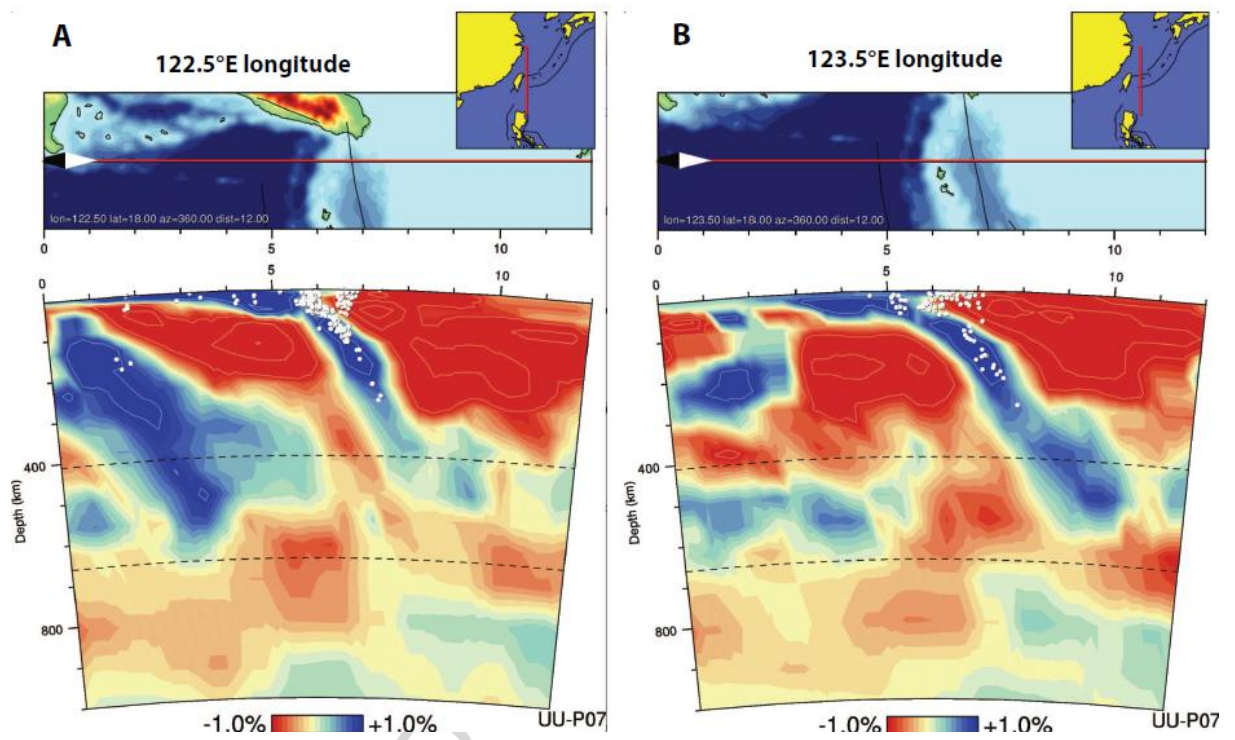 A
122.5°E longitude
lon=122.50 lat=18.00 az=360.00 dist=12.00
0
5
10
5
10
0
400
800
Depth (km)
-1.0%
+1.0%
UU-P07
B
123.5°E longitude
lon=123.50 lat=18.00 az=360.00 dist=12.00
0
5
10
5
10
0
400
800
Depth (km)
-1.0%
+1.0%
UU-P07